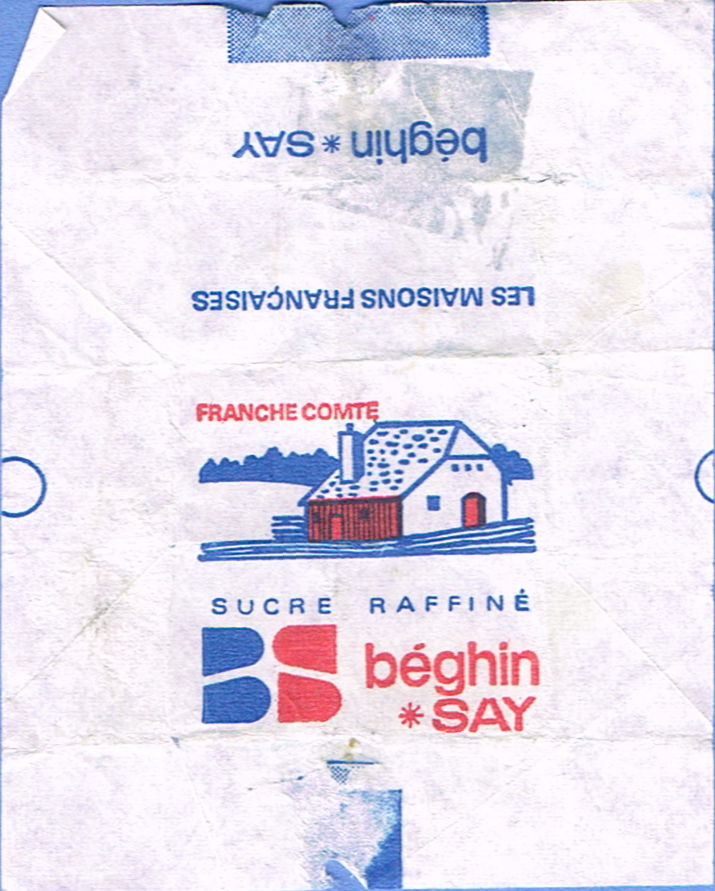 béghin * SAY
LES MAISONS FRANÇAISES
FRANCHE COMTE
SUCRE RAFFINÉ
BS béghin
* SAY